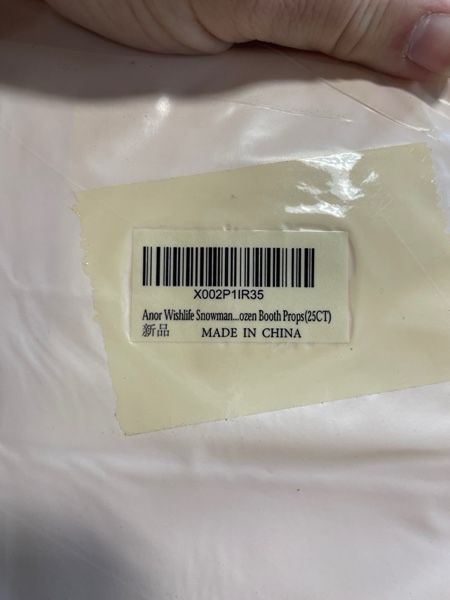 X002P1IR35
Anor Wishlife Snowman...ozen Booth Props(25CT)
新品 MADE IN CHINA